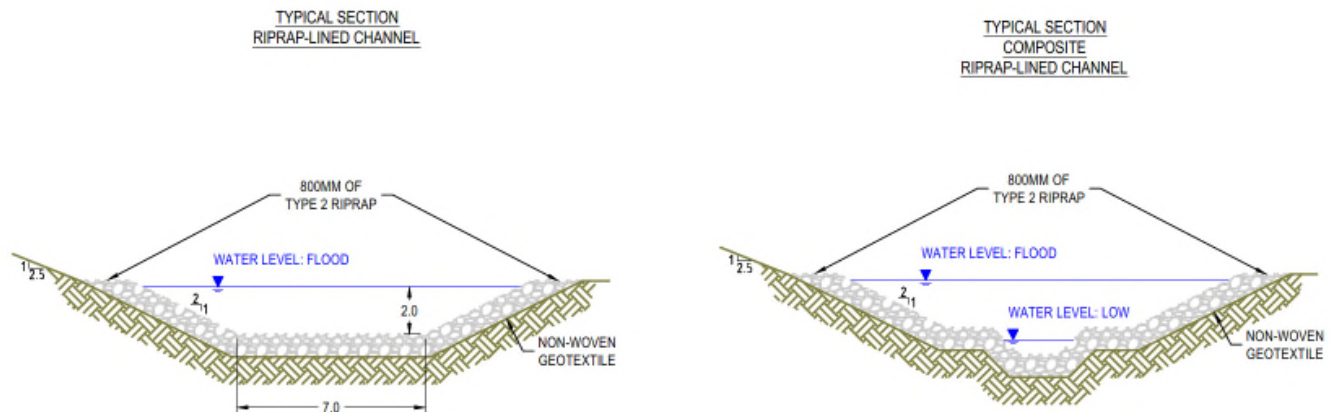 TYPICAL SECTION
RIPRAP-LINED CHANNEL
800MM OF
TYPE 2 RIPRAP
WATER LEVEL: FLOOD
1
2.5
2
1
2.0
NON-WOVEN
GEOTEXTILE
7.0
TYPICAL SECTION
COMPOSITE
RIPRAP-LINED CHANNEL
800MM OF
TYPE 2 RIPRAP
WATER LEVEL: FLOOD
1
2.5
2
1
WATER LEVEL: LOW
NON-WOVEN
GEOTEXTILE